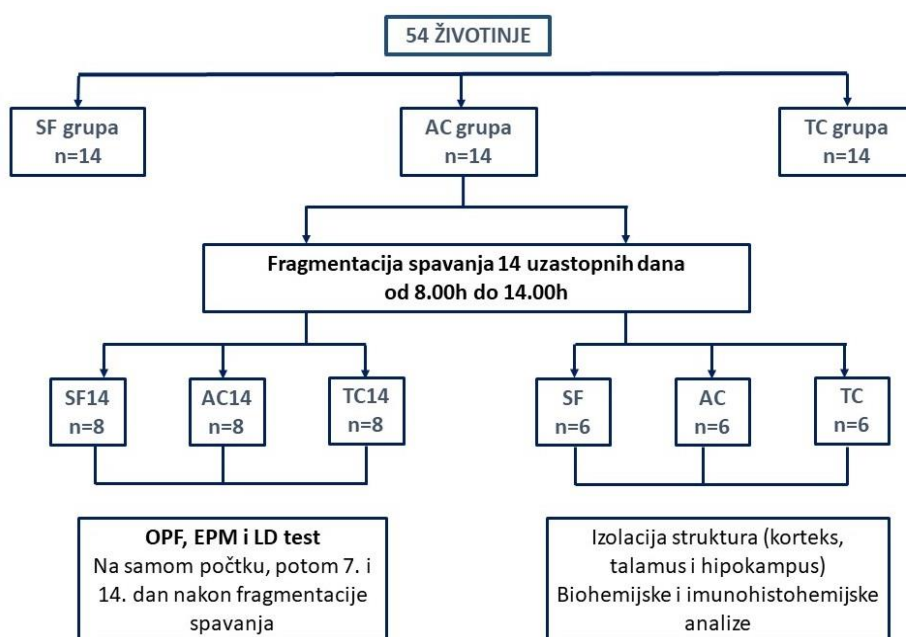 54 ŽIVOTINJE
SF grupa
n=14
AC grupa
n=14
TC grupa
n=14
Fragmentacija spavanja 14 uzastopnih dana
od 8.00h do 14.00h
SF14
n=8
AC14
n=8
TC14
n=8
SF
n=6
AC
n=6
TC
n=6
OPF, EPM i LD test
Na samom počtku, potom 7. i
14. dan nakon fragmentacije
spavanja
Izolacija struktura (korteks,
talamus i hipokampus)
Biohemijske i imunohistohemijske
analize